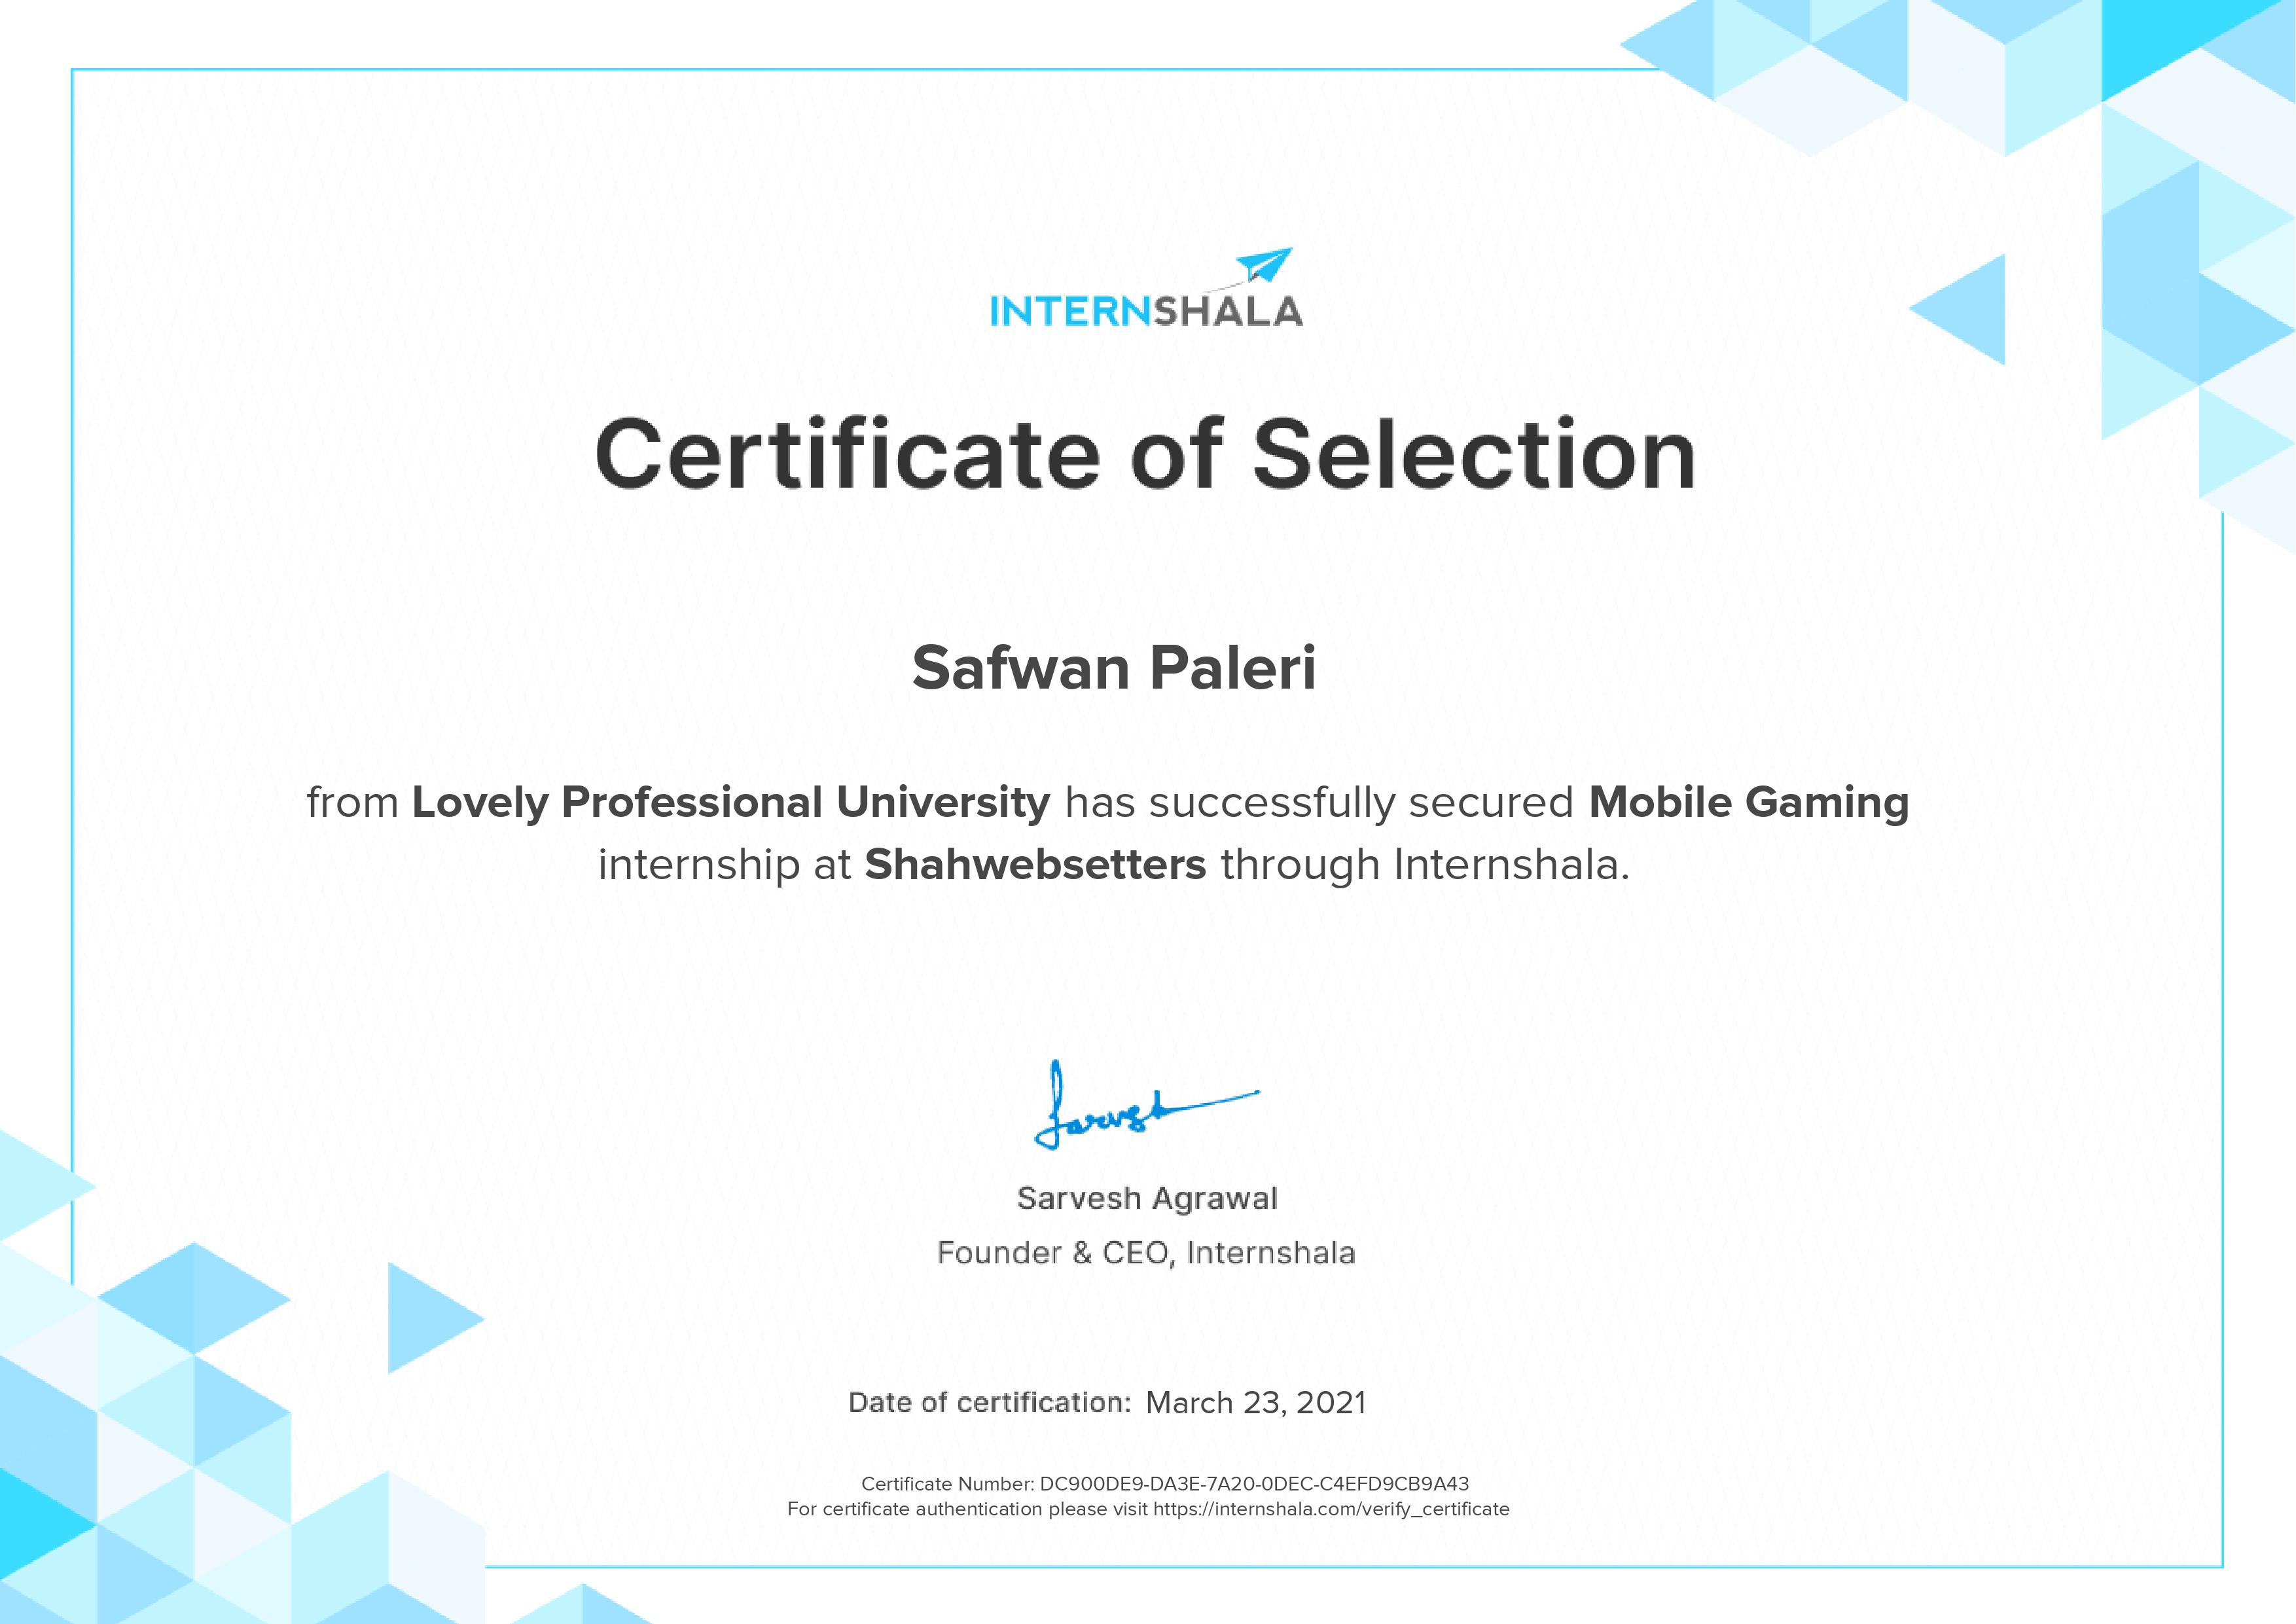 INTERNSHALA
Certificate of Selection
Safwan Paleri
from Lovely Professional University has successfully secured Mobile Gaming
internship at Shahwebsetters through Internshala.
Sarvesh
Sarvesh Agrawal
Founder & CEO, Internshala
Date of certification: March 23, 2021
Certificate Number: DC900DE9-DA3E-7A20-0DEC-C4EFD9CB9A43
For certificate authentication please visit https://internshala.com/verify_certificate